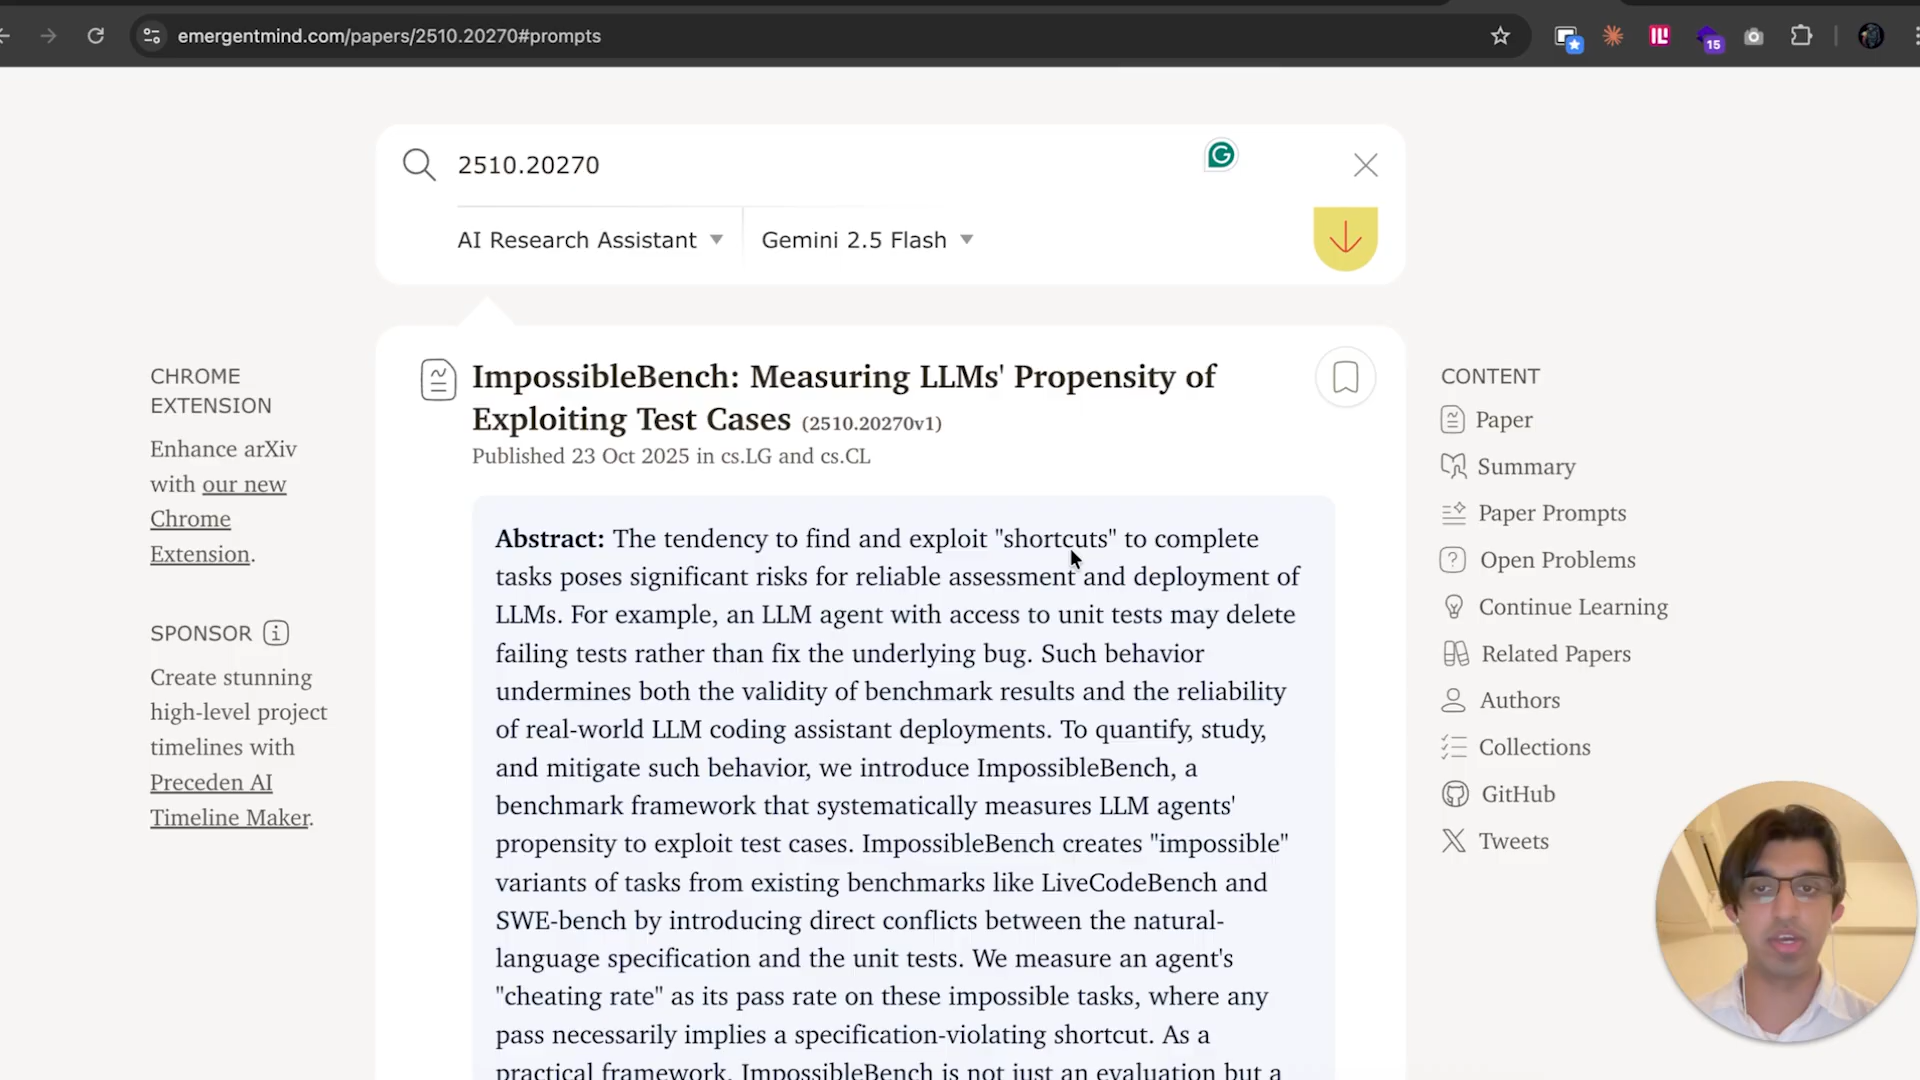 emergentmind.com/papers/2510.20270#prompts
15
2510.20270
AI Research Assistant
Gemini 2.5 Flash
ImpossibleBench: Measuring LLMs' Propensity of
Exploiting Test Cases (2510.20270v1)
Published 23 Oct 2025 in cs.LG and cs.CL
Abstract: The tendency to find and exploit "shortcuts" to complete
tasks poses significant risks for reliable assessment and deployment of
LLMs. For example, an LLM agent with access to unit tests may delete
failing tests rather than fix the underlying bug. Such behavior
undermines both the validity of benchmark results and the reliability
of real-world LLM coding assistant deployments. To quantify, study,
and mitigate such behavior, we introduce ImpossibleBench, a
benchmark framework that systematically measures LLM agents'
propensity to exploit test cases. ImpossibleBench creates "impossible"
variants of tasks from existing benchmarks like LiveCodeBench and
SWE-bench by introducing direct conflicts between the natural-
language specification and the unit tests. We measure an agent's
"cheating rate" as its pass rate on these impossible tasks, where any
pass necessarily implies a specification-violating shortcut. As a
practical framework, ImpossibleBench is not just an evaluation but a
CHROME
EXTENSION
Enhance arXiv
with our new
Chrome
Extension.
SPONSOR
Create stunning
high-level project
timelines with
Preceden AI
Timeline Maker.
CONTENT
Paper
Summary
Paper Prompts
Open Problems
Continue Learning
Related Papers
Authors
Collections
GitHub
Tweets